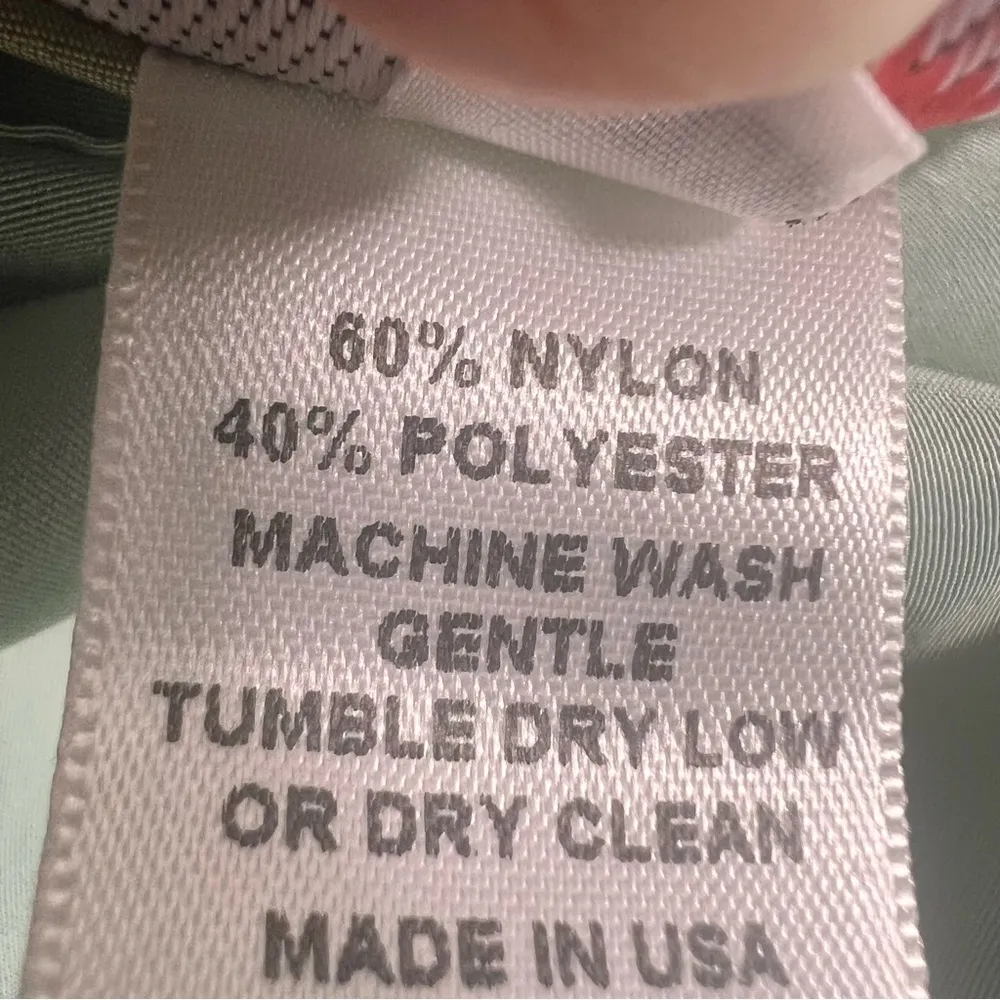 60% NYLON
40% POLYESTER
MACHINE WASH
GENTLE
TUMBLE DRY LOW
OR DRY CLEAN
MADE IN USA